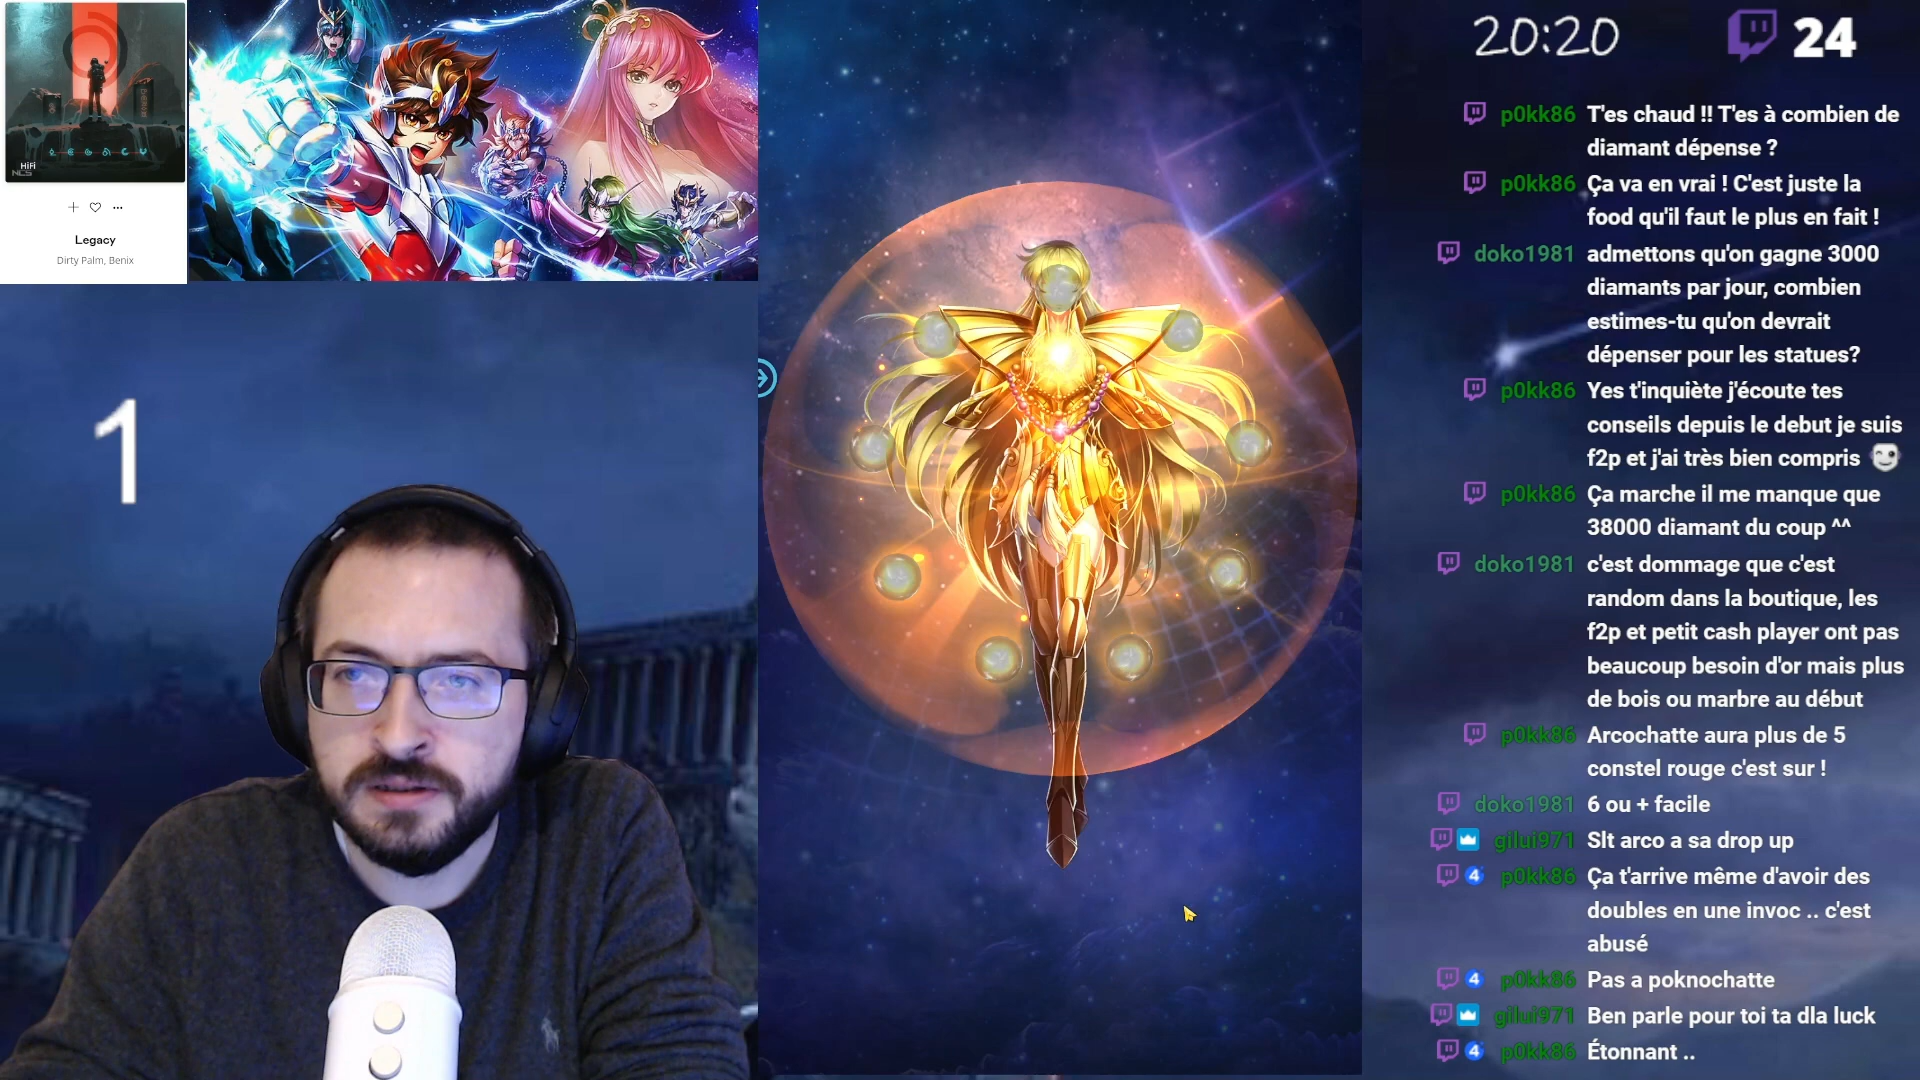 20:20
24
HiFi
NCS
Legacy
Dirty Palm, Benix
1
p0kk86 T'es chaud !! T'es à combien de
diamant dépense ?
p0kk86 Ça va en vrai ! C'est juste la
food qu'il faut le plus en fait !
doko1981 admettons qu'on gagne 3000
diamants par jour, combien
estimes-tu qu'on devrait
dépenser pour les statues?
p0kk86 Yes t'inquiète j'écoute tes
conseils depuis le debut je suis
f2p et j'ai très bien compris
p0kk86 Ça marche il me manque que
38000 diamant du coup ^^
doko1981 c'est dommage que c'est
random dans la boutique, les
f2p et petit cash player ont pas
beaucoup besoin d'or mais plus
de bois ou marbre au début
p0kk86 Arcochatte aura plus de 5
constel rouge c'est sur !
doko1981 6 ou + facile
gilui971 Slt arco a sa drop up
4 p0kk86 Ça t'arrive même d'avoir des
doubles en une invoc .. c'est
abusé
4 p0kk86 Pas a poknochatte
gilui971 Ben parle pour toi ta dla luck
4 p0kk86 Étonnant ..